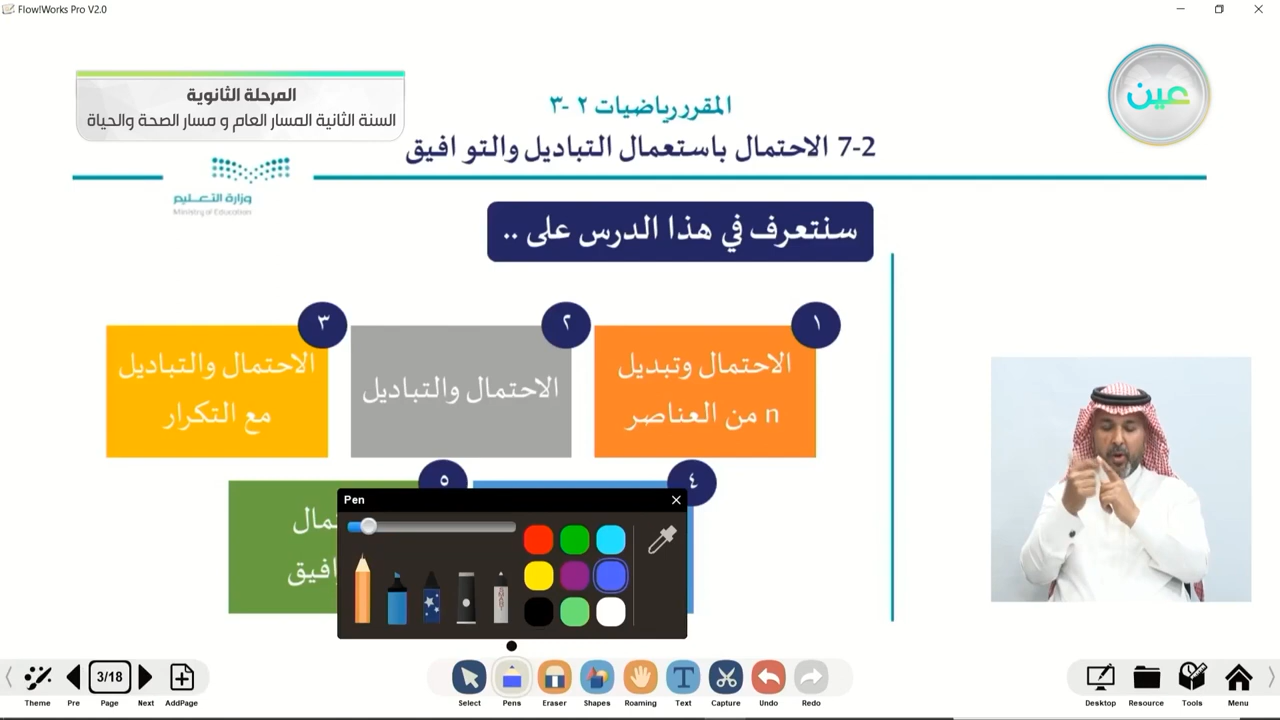 Flow!Works Pro V2.0
عين
المرحلة الثانوية
السنة الثانية المسار العام و مسار الصحة والحياة
المقرر رياضيات ٢ -٣
7-2 الاحتمال باستعمال التباديل والتوافيق
وزارة التعليم
Ministry of Education
سنتعرف في هذا الدرس على ..
١
الاحتمال وتبديل
n من العناصر
٢
الاحتمال والتباديل
٣
الاحتمال والتباديل
مع التكرار
٤
٥
Pen
3/18
Theme
Pre
Page
Next
AddPage
Select
Pens
Eraser
Shapes
Roaming
Text
Capture
Undo
Redo
Desktop
Resource
Tools
Menu